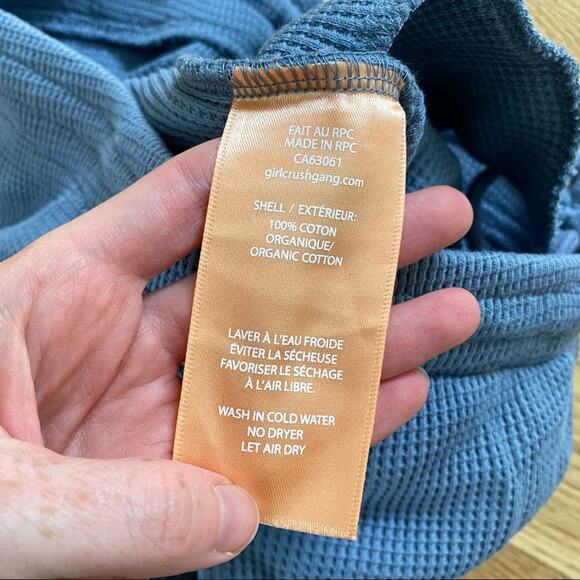 FAIT AU RPC
MADE IN RPC
CA63061
girlcrushgang.com
SHELL / EXTÉRIEUR:
100% COTON
ORGANIQUE/
ORGANIC COTTON
LAVER À L'EAU FROIDE
ÉVITER LA SÉCHEUSE
FAVORISER LE SÉCHAGE
À L'AIR LIBRE.
WASH IN COLD WATER
NO DRYER
LET AIR DRY